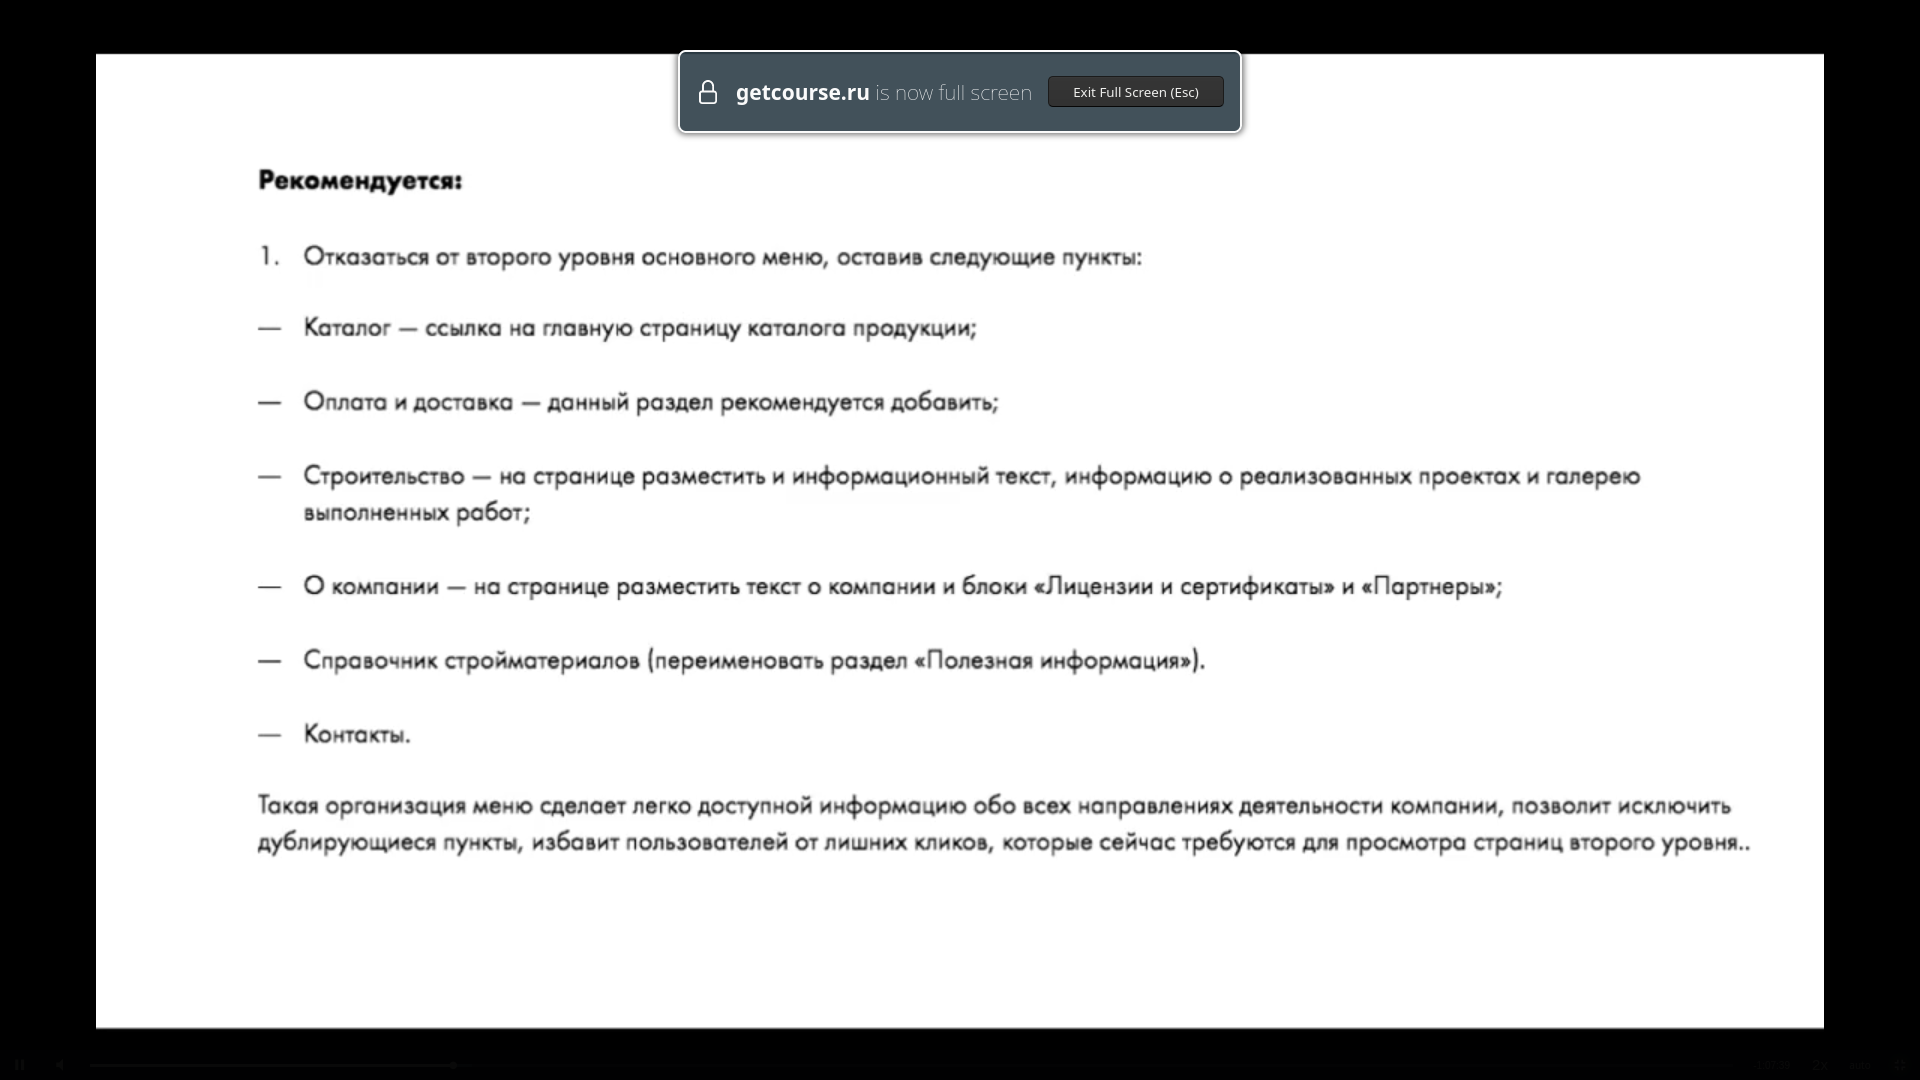 getcourse.ru is now full screen Exit Full Screen (Esc)
Рекомендуется:
1. Отказаться от второго уровня основного меню, оставив следующие пункты:
— Каталог — ссылка на главную страницу каталога продукции;
— Оплата и доставка — данный раздел рекомендуется добавить;
— Строительство — на странице разместить и информационный текст, информацию о реализованных проектах и галерею
выполненных работ;
— О компании — на странице разместить текст о компании и блоки «Лицензии и сертификаты» и «Партнеры»;
— Справочник стройматериалов (переименовать раздел «Полезная информация»).
— Контакты.
Такая организация меню сделает легко доступной информацию обо всех направлениях деятельности компании, позволит исключить
дублирующиеся пункты, избавит пользователей от лишних кликов, которые сейчас требуются для просмотра страниц второго уровня..